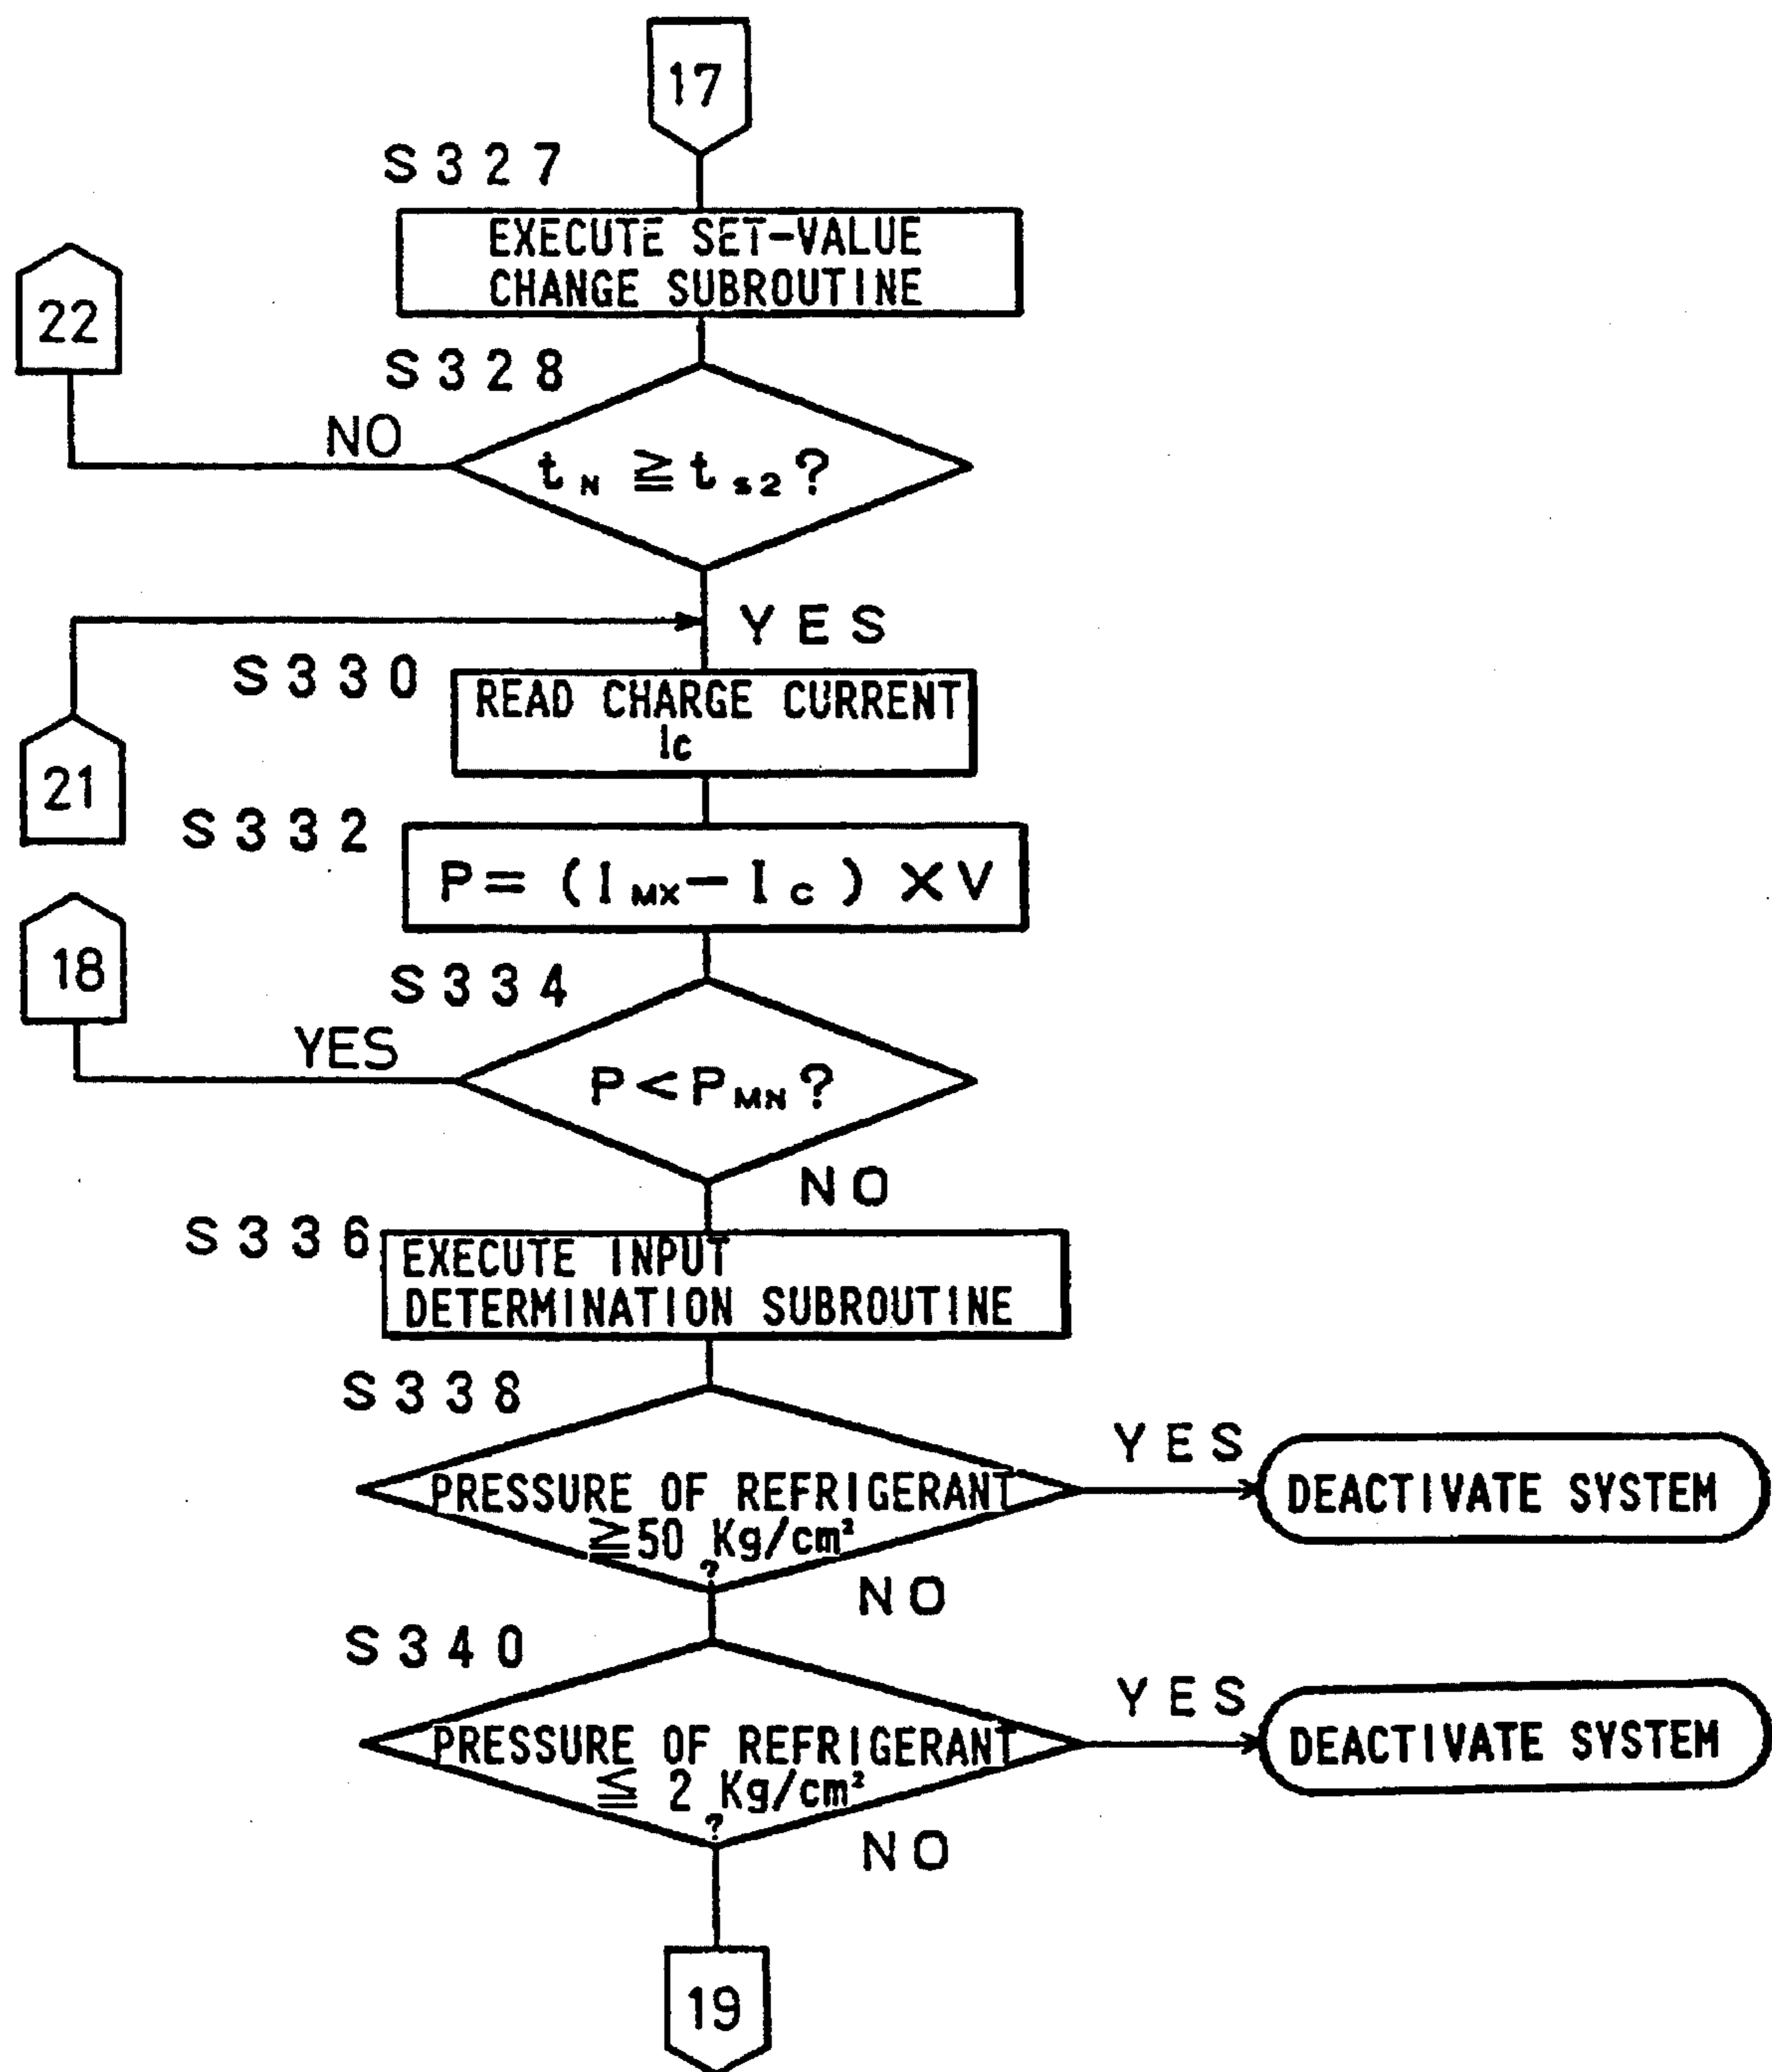 17
S327
EXECUTE SET-VALUE
CHANGE SUBROUTINE
22
S328
NO
tN ≧ ts2?
YES
S330
READ CHARGE CURRENT
Ic
21
S332
P=(IMX-Ic)×V
18
S334
YES
P<PMN?
NO
S336
EXECUTE INPUT
DETERMINATION SUBROUTINE
S338
PRESSURE OF REFRIGERANT
≧50 Kg/cm²
?
YES
DEACTIVATE SYSTEM
NO
S340
PRESSURE OF REFRIGERANT
≦ 2 Kg/cm²
?
YES
DEACTIVATE SYSTEM
NO
19